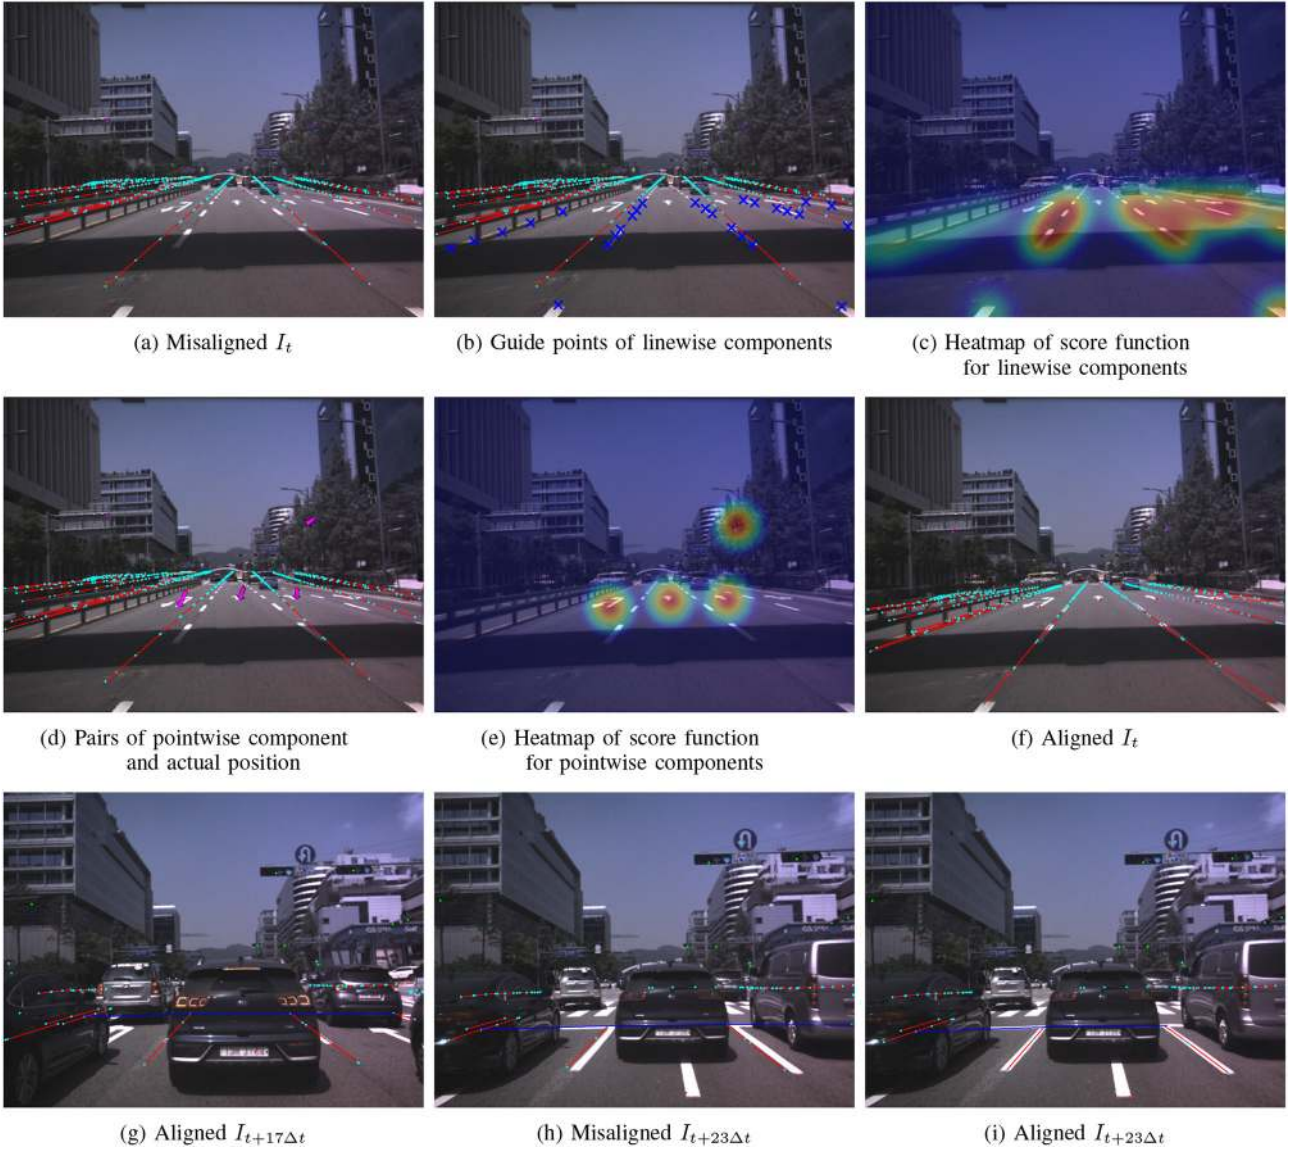 (a) Misaligned I_t
(b) Guide points of linewise components
(c) Heatmap of score function
for linewise components
(d) Pairs of pointwise component
and actual position
(e) Heatmap of score function
for pointwise components
(f) Aligned I_t
(g) Aligned I_{t+17Δt}
(h) Misaligned I_{t+23Δt}
(i) Aligned I_{t+23Δt}